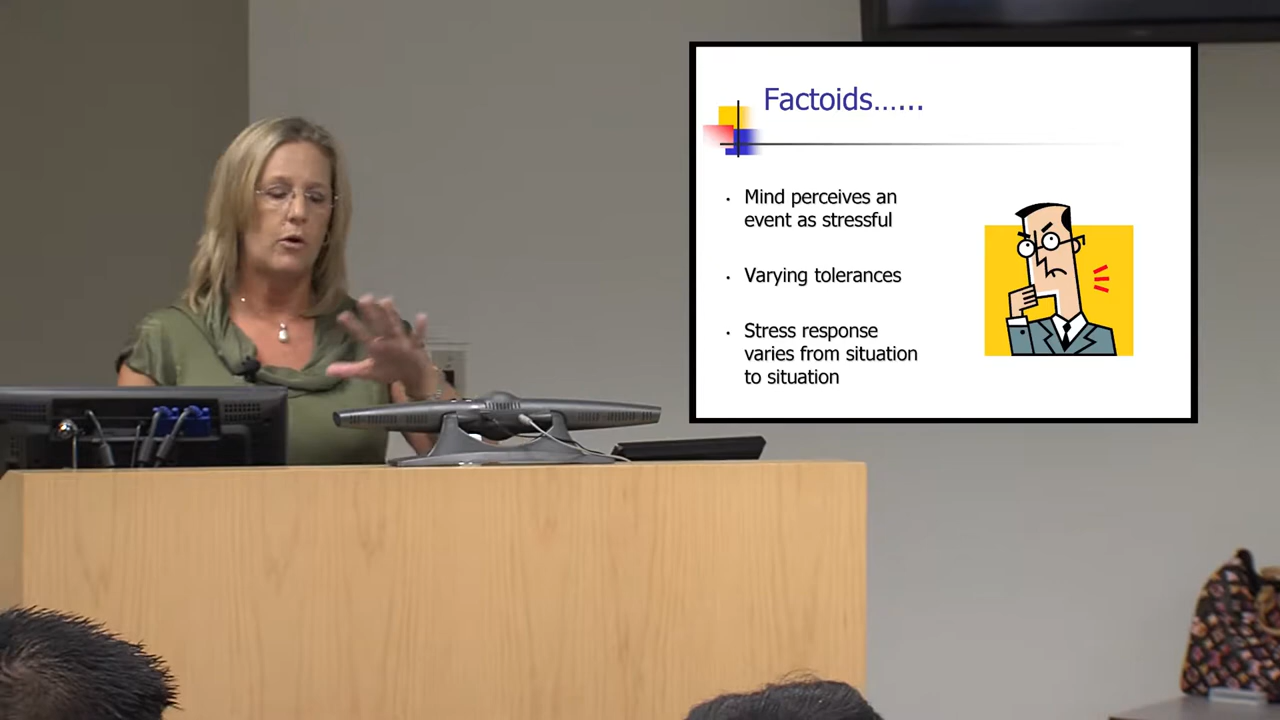 Factoids......
• Mind perceives an
event as stressful
• Varying tolerances
• Stress response
varies from situation
to situation